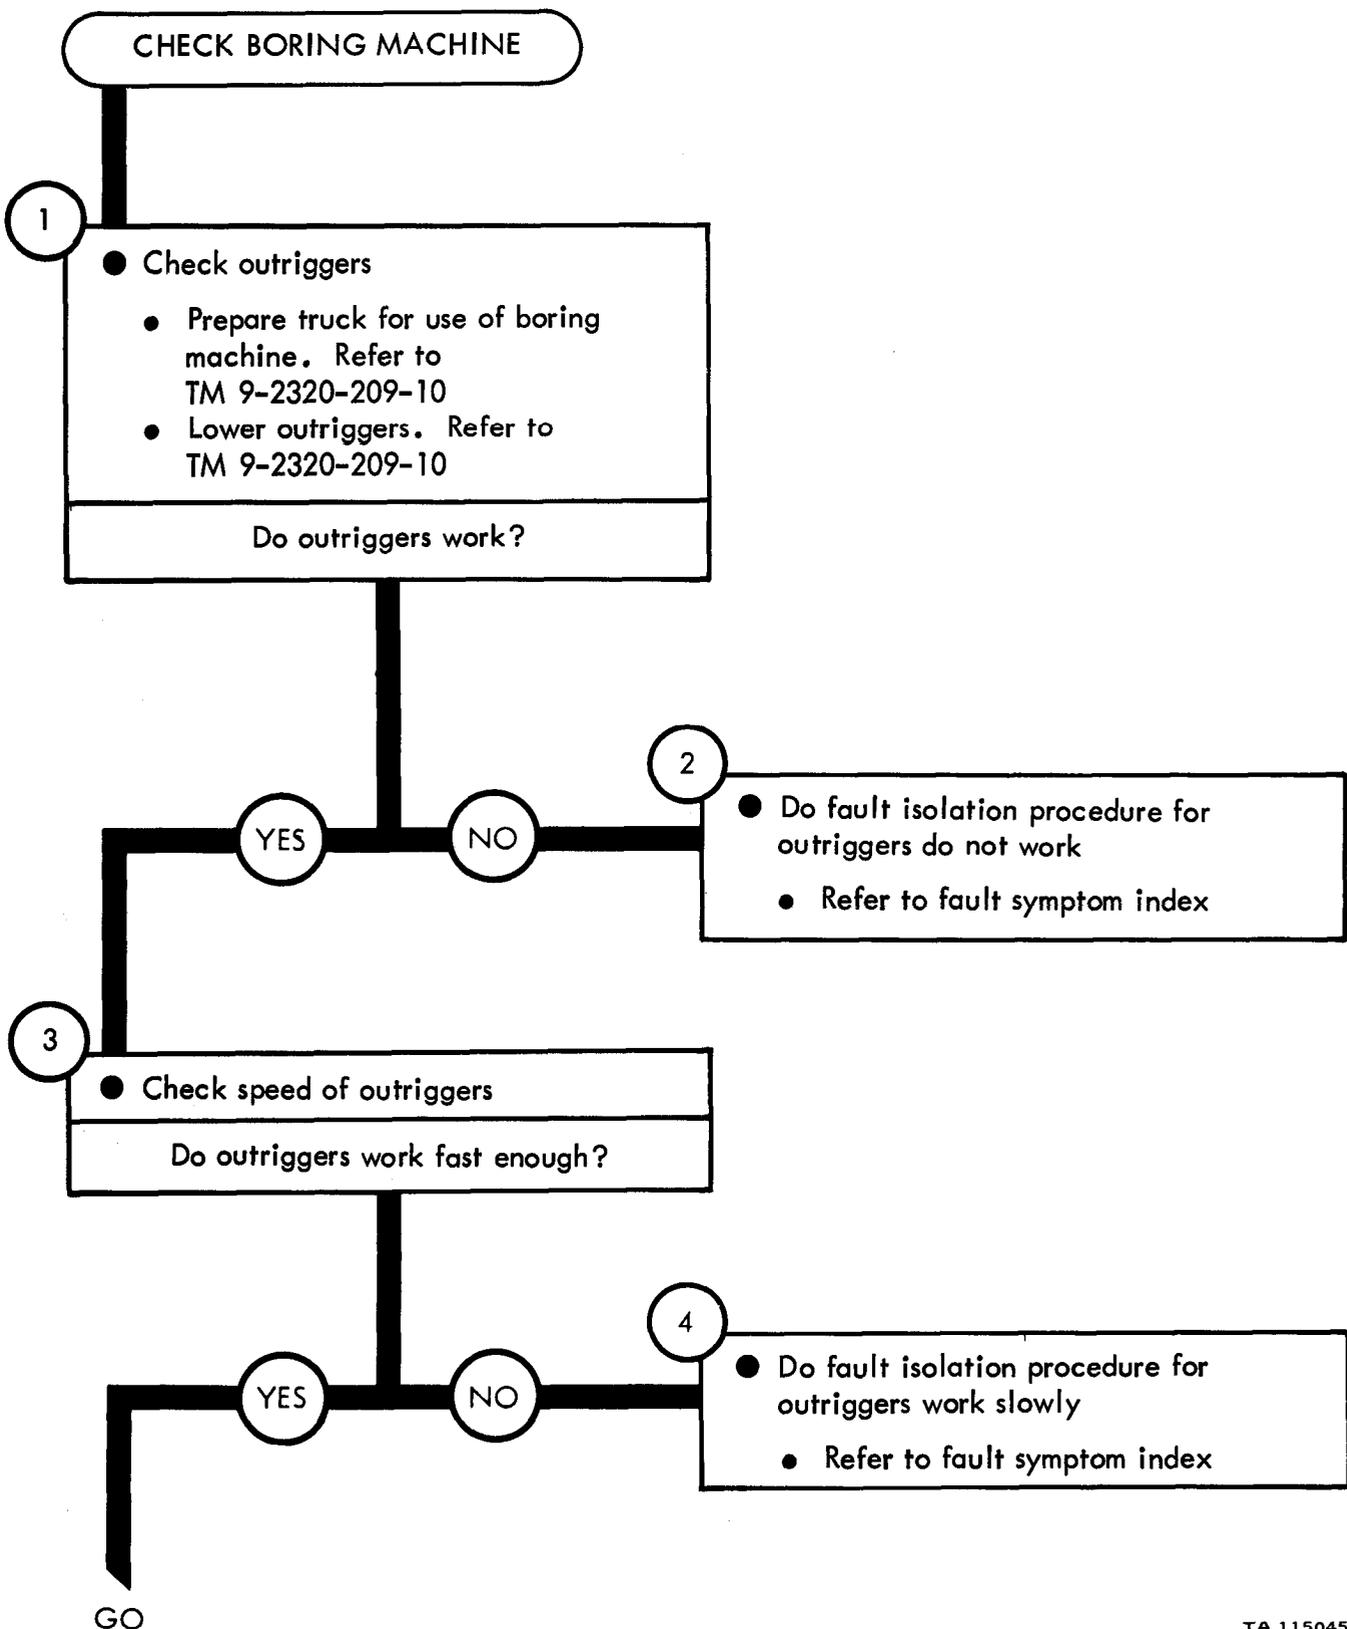 CHECK BORING MACHINE
1
● Check outriggers
● Prepare truck for use of boring
machine. Refer to
TM 9-2320-209-10
● Lower outriggers. Refer to
TM 9-2320-209-10
Do outriggers work?
YES
NO
2
● Do fault isolation procedure for
outriggers do not work
● Refer to fault symptom index
3
● Check speed of outriggers
Do outriggers work fast enough?
YES
NO
4
● Do fault isolation procedure for
outriggers work slowly
● Refer to fault symptom index
GO
TA 115045